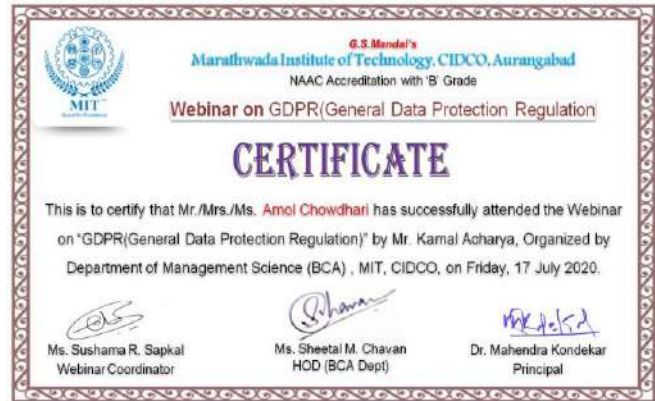 G.S.Mandal's
Marathwada Institute of Technology, CIDCO, Aurangabad
NAAC Accreditation with 'B' Grade
MIT
Webinar on GDPR(General Data Protection Regulation
CERTIFICATE
This is to certify that Mr./Mrs./Ms. Amol Chowdhari has successfully attended the Webinar
on "GDPR(General Data Protection Regulation)" by Mr. Kamal Acharya, Organized by
Department of Management Science (BCA) , MIT, CIDCO, on Friday, 17 July 2020.
Ms. Sushama R. Sapkal
Webinar Coordinator
Ms. Sheetal M. Chavan
HOD (BCA Dept)
Dr. Mahendra Kondekar
Principal